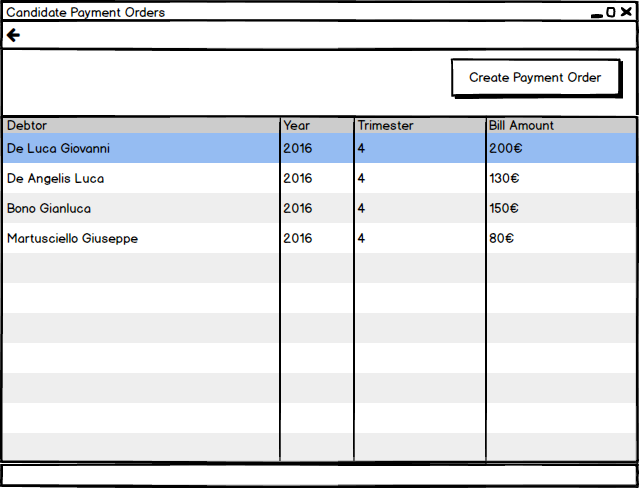 Candidate Payment Orders
Create Payment Order
Debtor Year Trimester Bill Amount
De Luca Giovanni 2016 4 200€
De Angelis Luca 2016 4 130€
Bono Gianluca 2016 4 150€
Martusciello Giuseppe 2016 4 80€